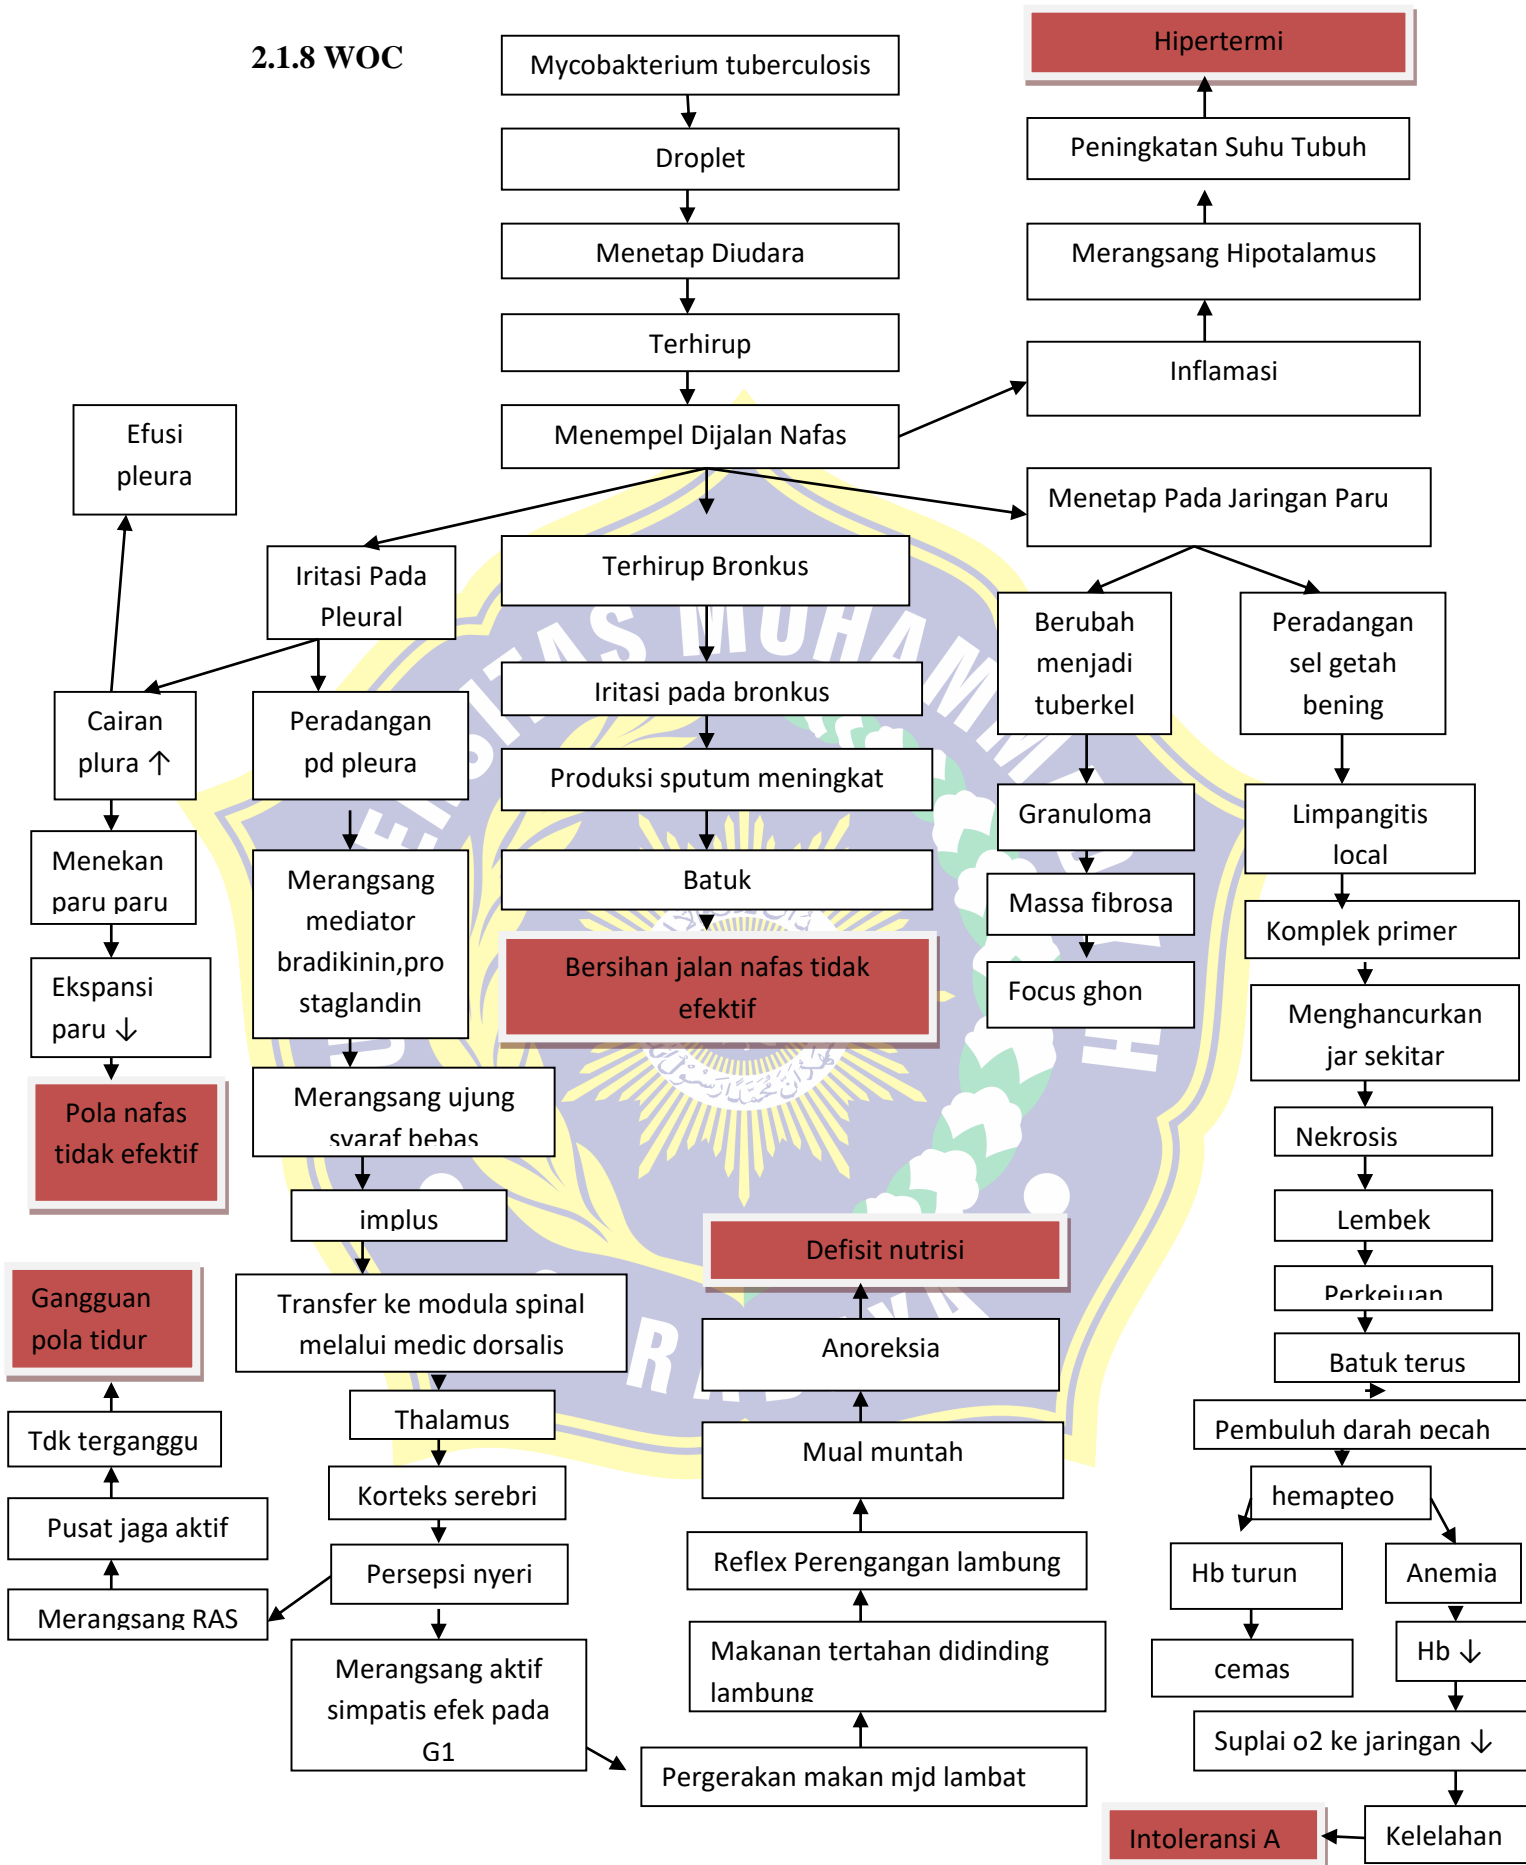 2.1.8 WOC
Mycobakterium tuberculosis
Droplet
Menetap Diudara
Terhirup
Menempel Dijalan Nafas
Hipertermi
Peningkatan Suhu Tubuh
Merangsang Hipotalamus
Inflamasi
Efusi
pleura
Iritasi Pada
Pleural
Cairan
plura ↑
Menekan
paru paru
Ekspansi
paru ↓
Pola nafas
tidak efektif
Peradangan
pd pleura
Merangsang
mediator
bradikinin,pro
staglandin
Merangsang ujung
syaraf bebas
implus
Transfer ke modula spinal
melalui medic dorsalis
Thalamus
Korteks serebri
Persepsi nyeri
Merangsang RAS
Pusat jaga aktif
Tdk terganggu
Gangguan
pola tidur
Merangsang aktif
simpatis efek pada
G1
Pergerakan makan mjd lambat
Makanan tertahan didinding
lambung
Reflex Perengangan lambung
Mual muntah
Anoreksia
Defisit nutrisi
Terhirup Bronkus
Iritasi pada bronkus
Produksi sputum meningkat
Batuk
Bersihan jalan nafas tidak
efektif
Menetap Pada Jaringan Paru
Berubah
menjadi
tuberkel
Granuloma
Massa fibrosa
Focus ghon
Peradangan
sel getah
bening
Limpangitis
local
Komplek primer
Menghancurkan
jar sekitar
Nekrosis
Lembek
Perkejuan
Batuk terus
Pembuluh darah pecah
hemapteo
Hb turun
cemas
Anemia
Hb ↓
Suplai o2 ke jaringan ↓
Kelelahan
Intoleransi A